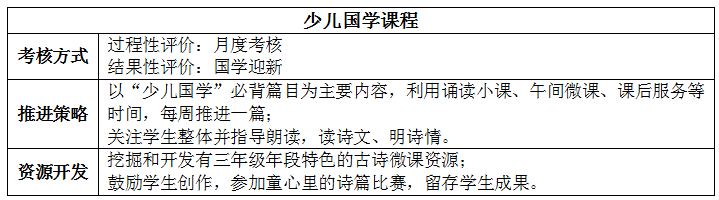 少儿国学课程
考核方式
过程性评价：月度考核
结果性评价：国学迎新
推进策略
以“少儿国学”必背篇目为主要内容，利用诵读小课、午间微课、课后服务等
时间，每周推进一篇；
关注学生整体并指导朗读，读诗文、明诗情。
资源开发
挖掘和开发有三年级年段特色的古诗微课资源；
鼓励学生创作，参加童心里的诗篇比赛，留存学生成果。